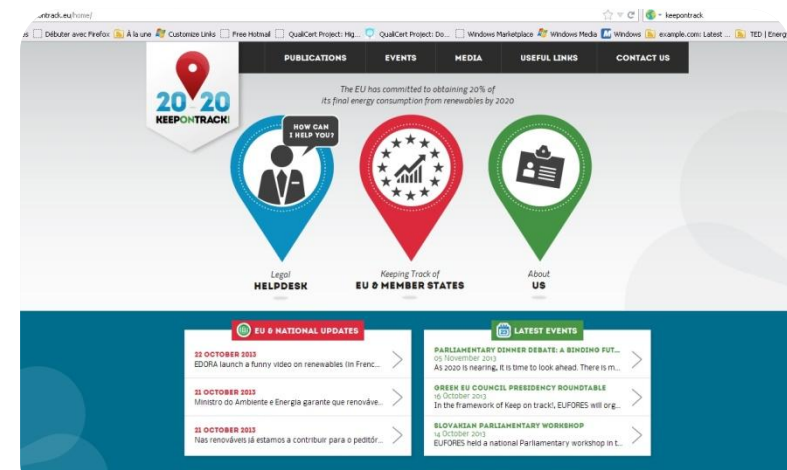 ontrack.eu/home/
keepontrack
Débuter avec Firefox À la une Customize Links Free Hotmail QualiCert Project: Hig... QualiCert Project: Do... Windows Marketplace Windows Media Windows example.com: Latest ... TED | Energ
PUBLICATIONS EVENTS MEDIA USEFUL LINKS CONTACT US
20 20
KEEPONTRACK!
The EU has committed to obtaining 20% of
its final energy consumption from renewables by 2020
HOW CAN
I HELP YOU?
Legal
HELPDESK
Keeping Track of
EU & MEMBER STATES
About
US
EU & NATIONAL UPDATES
22 OCTOBER 2013
EDORA launch a funny video on renewables (in Frenc...
21 OCTOBER 2013
Ministro do Ambiente e Energia garante que renováve...
21 OCTOBER 2013
Nas renováveis já estamos a contribuir para o peditór...
LATEST EVENTS
PARLIAMENTARY DINNER DEBATE: A BINDING FUT...
05 November 2013
As 2020 is nearing, it is time to look ahead. There is m...
GREEK EU COUNCIL PRESIDENCY ROUNDTABLE
16 October 2013
In the framework of Keep on track!, EUFORES will org...
SLOVAKIAN PARLIAMENTARY WORKSHOP
14 October 2013
EUFORES held a national Parliamentary workshop in t...